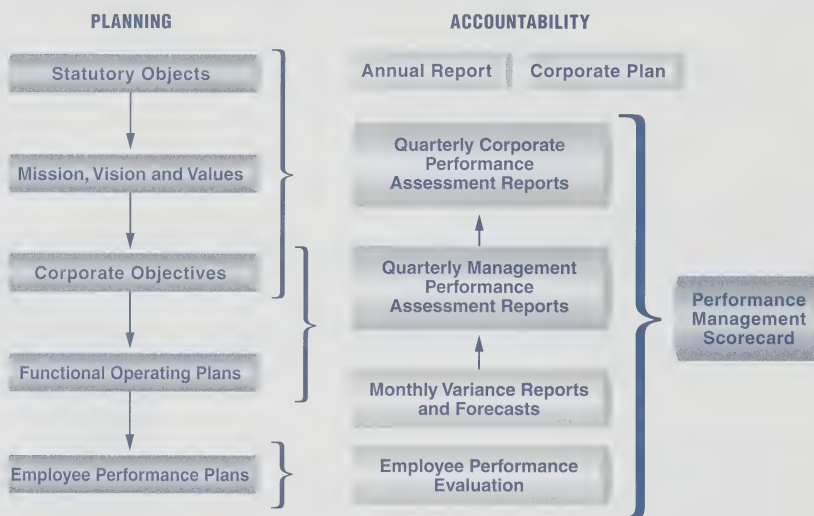 PLANNING
Statutory Objects
Mission, Vision and Values
Corporate Objectives
Functional Operating Plans
Employee Performance Plans
ACCOUNTABILITY
Annual Report
Corporate Plan
Quarterly Corporate
Performance
Assessment Reports
Quarterly Management
Performance
Assessment Reports
Monthly Variance Reports
and Forecasts
Employee Performance
Evaluation
Performance
Management
Scorecard